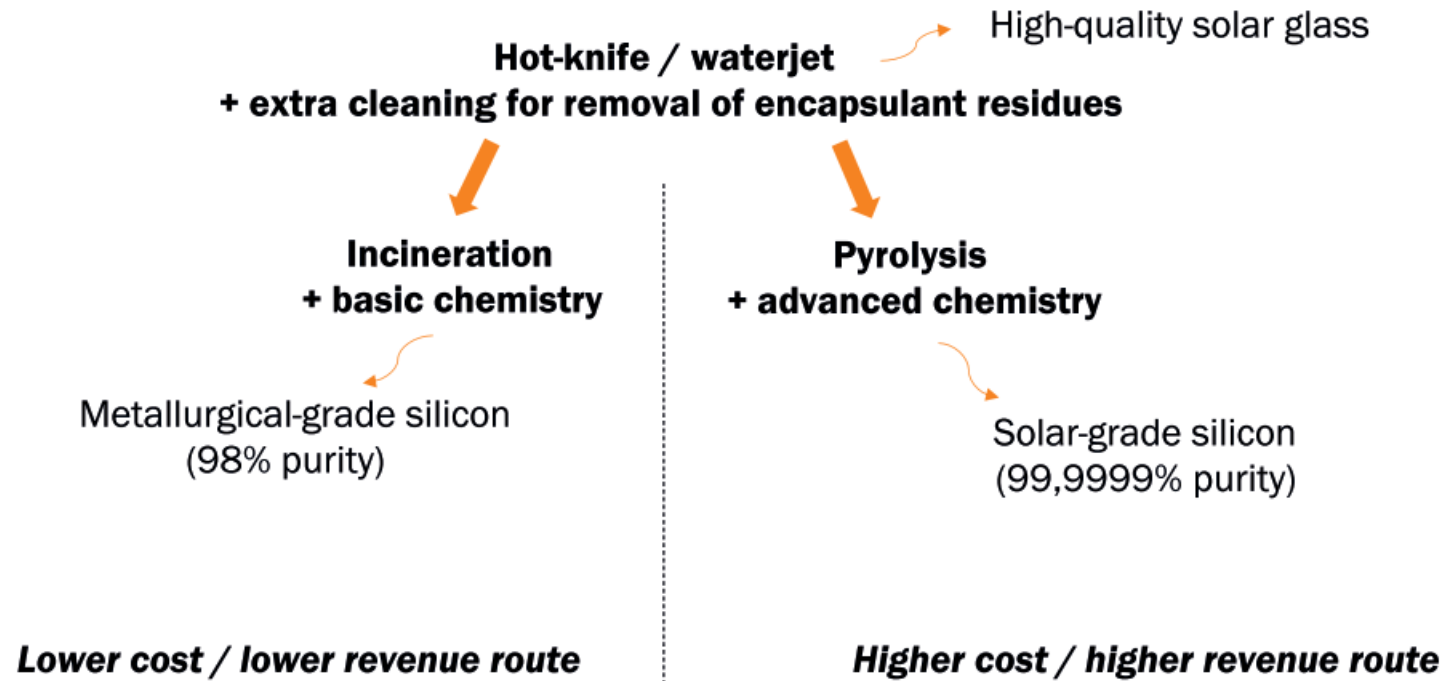 High-quality solar glass
Hot-knife / waterjet
+ extra cleaning for removal of encapsulant residues
Incineration
+ basic chemistry
Pyrolysis
+ advanced chemistry
Metallurgical-grade silicon
(98% purity)
Solar-grade silicon
(99,9999% purity)
Lower cost / lower revenue route
Higher cost / higher revenue route